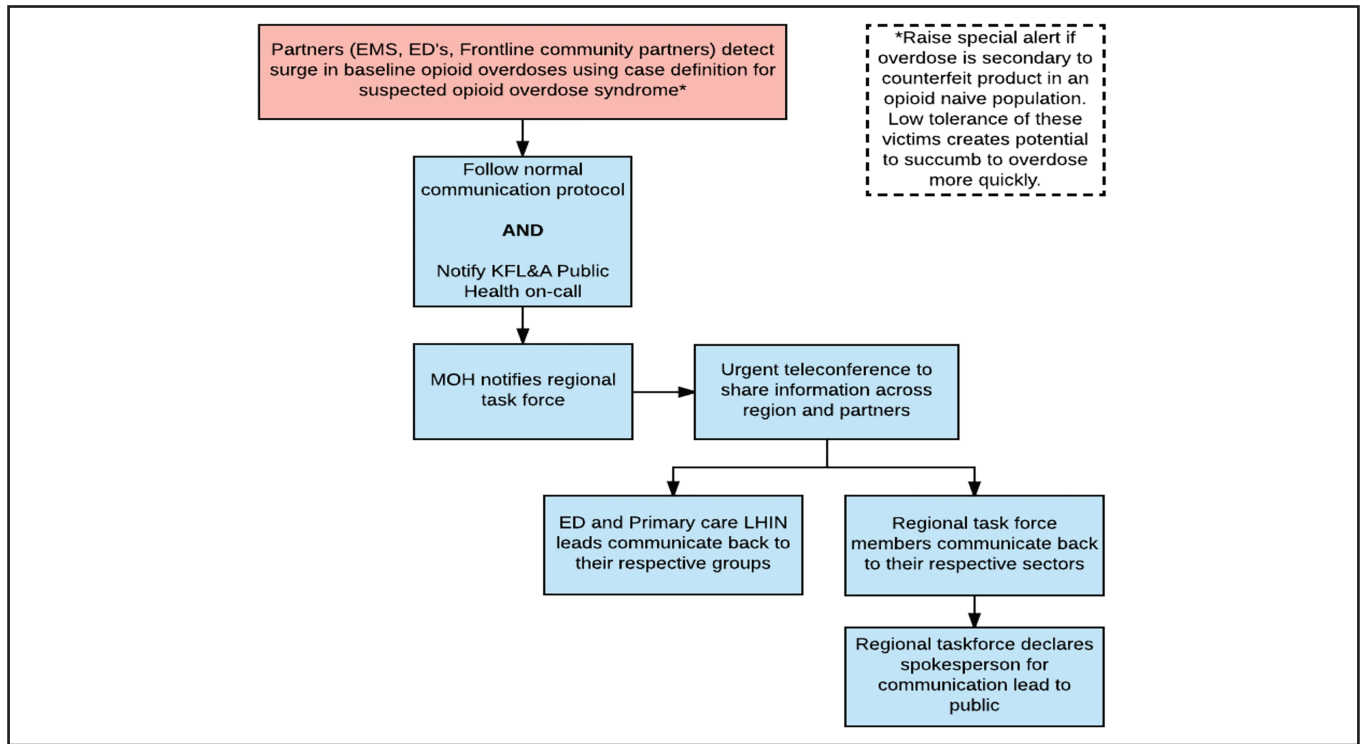 Partners (EMS, ED's, Frontline community partners) detect
surge in baseline opioid overdoses using case definition for
suspected opioid overdose syndrome*
*Raise special alert if
overdose is secondary to
counterfeit product in an
opioid naive population.
Low tolerance of these
victims creates potential
to succumb to overdose
more quickly.
Follow normal
communication protocol
AND
Notify KFL&A Public
Health on-call
MOH notifies regional
task force
Urgent teleconference to
share information across
region and partners
ED and Primary care LHIN
leads communicate back to
their respective groups
Regional task force
members communicate back
to their respective sectors
Regional taskforce declares
spokesperson for
communication lead to
public